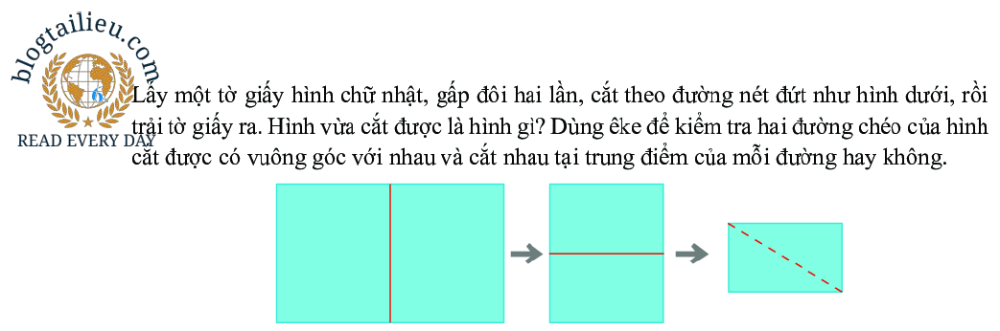 blogtailieu.com
READ EVERY DAY
Lấy một tờ giấy hình chữ nhật, gấp đôi hai lần, cắt theo đường nét đứt như hình dưới, rồi
trải tờ giấy ra. Hình vừa cắt được là hình gì? Dùng êke để kiểm tra hai đường chéo của hình
cắt được có vuông góc với nhau và cắt nhau tại trung điểm của mỗi đường hay không.